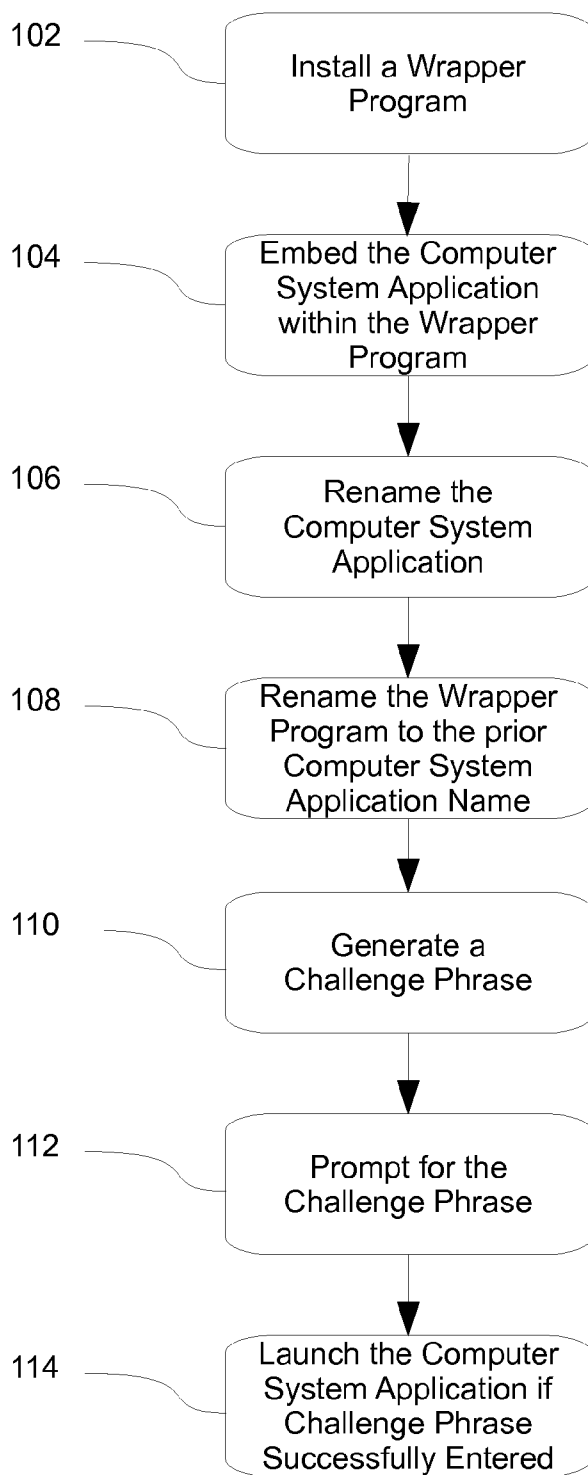 102
Install a Wrapper
Program
104
Embed the Computer
System Application
within the Wrapper
Program
106
Rename the
Computer System
Application
108
Rename the Wrapper
Program to the prior
Computer System
Application Name
110
Generate a
Challenge Phrase
112
Prompt for the
Challenge Phrase
114
Launch the Computer
System Application if
Challenge Phrase
Successfully Entered